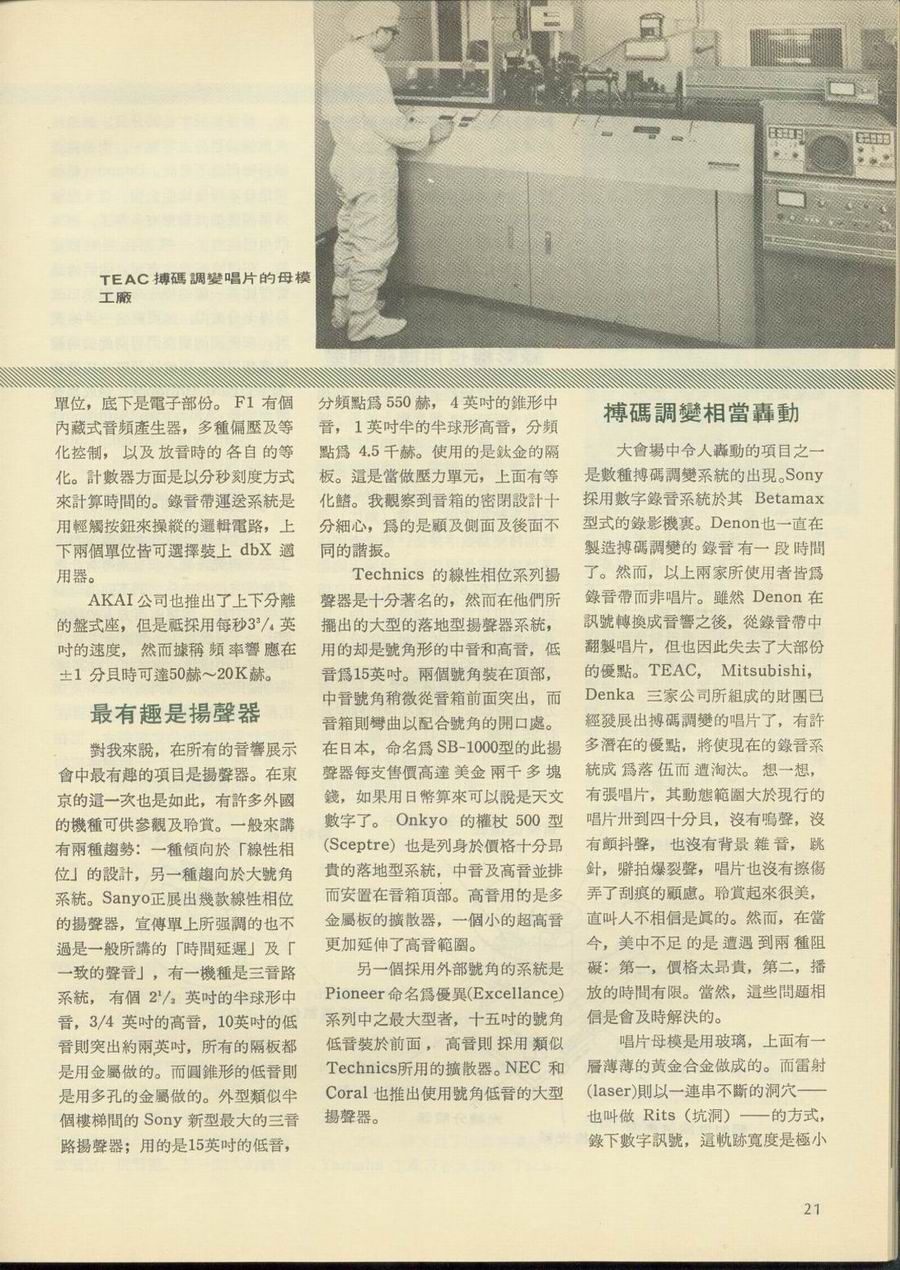 TEAC 搏碼調變唱片的母模
工廠
單位，底下是電子部份。 F1 有個
內藏式音頻產生器，多種偏壓及等
化控制， 以及 放音時的 各自 的等
化。計數器方面是以分秒刻度方式
來計算時間的。錄音帶運送系統是
用輕觸按鈕來操縱的邏輯電路，上
下兩個單位皆可選擇裝上 dbX 適
用器。
AKAI 公司也推出了上下分離
的盤式座，但是祇採用每秒3³/₄ 英
吋的速度， 然而據稱 頻 率響 應在
±1 分貝時可達50赫～20K赫。
最有趣是揚聲器
對我來說，在所有的音響展示
會中最有趣的項目是揚聲器。在東
京的這一次也是如此，有許多外國
的機種可供參觀及聆賞。一般來講
有兩種趨勢：一種傾向於「線性相
位」的設計，另一種趨向於大號角
系統。Sanyo正展出幾款線性相位
的揚聲器，宣傳單上所强調的也不
過是一般所講的「時間延遲」及「
一致的聲音」，有一機種是三音路
系統， 有個 2¹/₂ 英吋的半球形中
音，3/4 英吋的高音，10英吋的低
音則突出約兩英吋，所有的隔板都
是用金屬做的。而圓錐形的低音則
是用多孔的金屬做的。外型類似半
個樓梯間的 Sony 新型最大的三音
路揚聲器；用的是15英吋的低音，
分頻點爲 550 赫， 4 英吋的錐形中
音，1 英吋半的半球形高音，分頻
點爲 4.5 千赫。使用的是鈦金的隔
板。這是當做壓力單元，上面有等
化鰭。我觀察到音箱的密閉設計十
分細心，爲的是顧及側面及後面不
同的諧振。
Technics 的線性相位系列揚
聲器是十分著名的，然而在他們所
擺出的大型的落地型揚聲器系統，
用的却是號角形的中音和高音，低
音爲15英吋。兩個號角裝在頂部，
中音號角稍微從音箱前面突出，而
音箱則彎曲以配合號角的開口處。
在日本，命名爲 SB-1000型的此揚
聲器每支售價高達 美金 兩千 多 塊
錢，如果用日幣算來可以說是天文
數字了。 Onkyo 的權杖 500 型
(Sceptre) 也是列身於價格十分昂
貴的落地型系統，中音及高音並排
而安置在音箱頂部。高音用的是多
金屬板的擴散器，一個小的超高音
更加延伸了高音範圍。
另一個採用外部號角的系統是
Pioneer 命名爲優異(Excellance)
系列中之最大型者，十五吋的號角
低音裝於前面， 高音則 採用 類似
Technics所用的擴散器。NEC 和
Coral 也推出使用號角低音的大型
揚聲器。
搏碼調變相當轟動
大會場中令人轟動的項目之一
是數種搏碼調變系統的出現。Sony
採用數字錄音系統於其 Betamax
型式的錄影機裏。Denon也一直在
製造搏碼調變的 錄音 有一 段 時間
了。然而，以上兩家所使用者皆爲
錄音帶而非唱片。雖然 Denon 在
訊號轉換成音響之後，從錄音帶中
翻製唱片，但也因此失去了大部份
的優點。TEAC， Mitsubishi，
Denka 三家公司所組成的財團已
經發展出搏碼調變的唱片了，有許
多潛在的優點，將使現在的錄音系
統成 爲落 伍而 遭淘汰。 想一想，
有張唱片，其動態範圍大於現行的
唱片卅到四十分貝，沒有嗚聲，沒
有顫抖聲， 也沒有背景 雜 音， 跳
針，噼拍爆裂聲，唱片也沒有擦傷
弄了刮痕的顧慮。聆賞起來很美，
直叫人不相信是眞的。然而，在當
今，美中不足 的是 遭遇 到兩 種阻
礙：第一，價格太昂貴，第二，播
放的時間有限。當然，這些問題相
信是會及時解決的。
唱片母模是用玻璃，上面有一
層薄薄的黃金合金做成的。而雷射
(laser)則以一連串不斷的洞穴——
也叫做 Rits（坑洞）——的方式，
錄下數字訊號，這軌跡寬度是極小
21